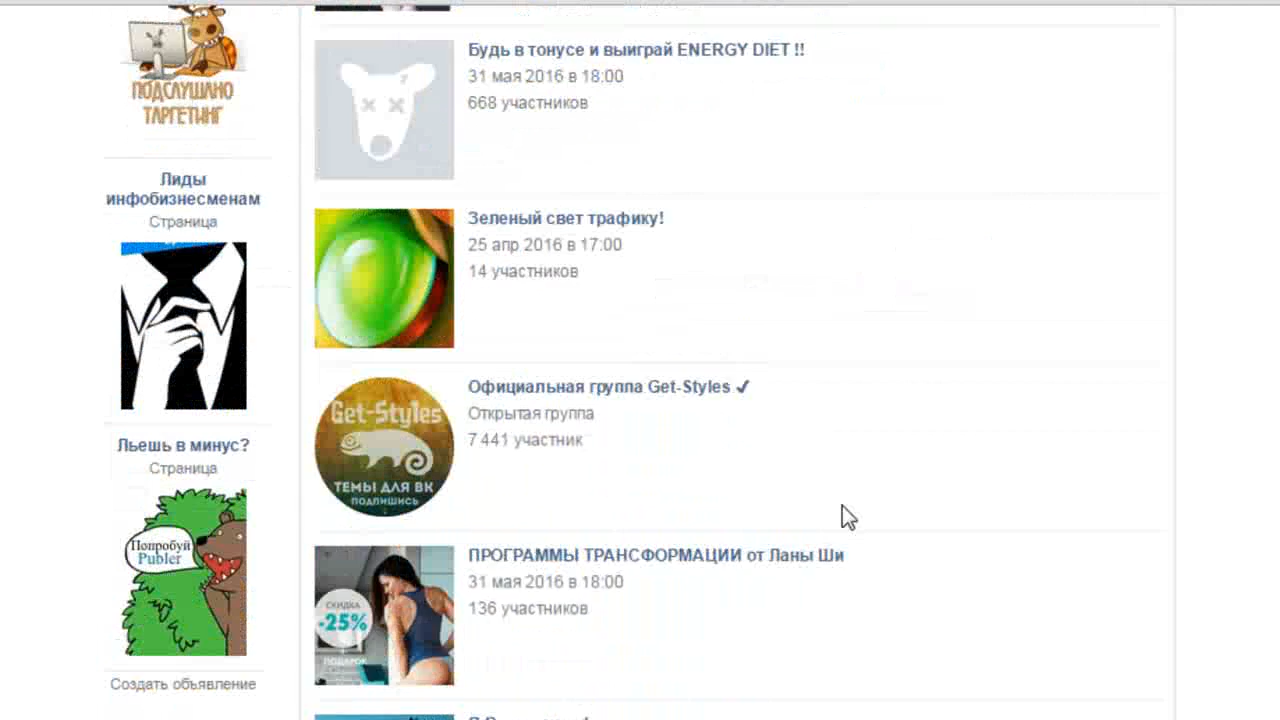 ПОДСЛУШАНО
ТАРГЕТИНГ
Лиды
инфобизнесменам
Страница
Льешь в минус?
Страница
Попробуй
Publer
Создать объявление
Будь в тонусе и выиграй ENERGY DIET !!
31 мая 2016 в 18:00
668 участников
Зеленый свет трафику!
25 апр 2016 в 17:00
14 участников
Get-Styles
ТЕМЫ ДЛЯ ВК
подпишись
Официальная группа Get-Styles ✔
Открытая группа
7 441 участник
СКИДКА
-25%
ПОДАРОК
ПРОГРАММЫ ТРАНСФОРМАЦИИ от Ланы Ши
31 мая 2016 в 18:00
136 участников